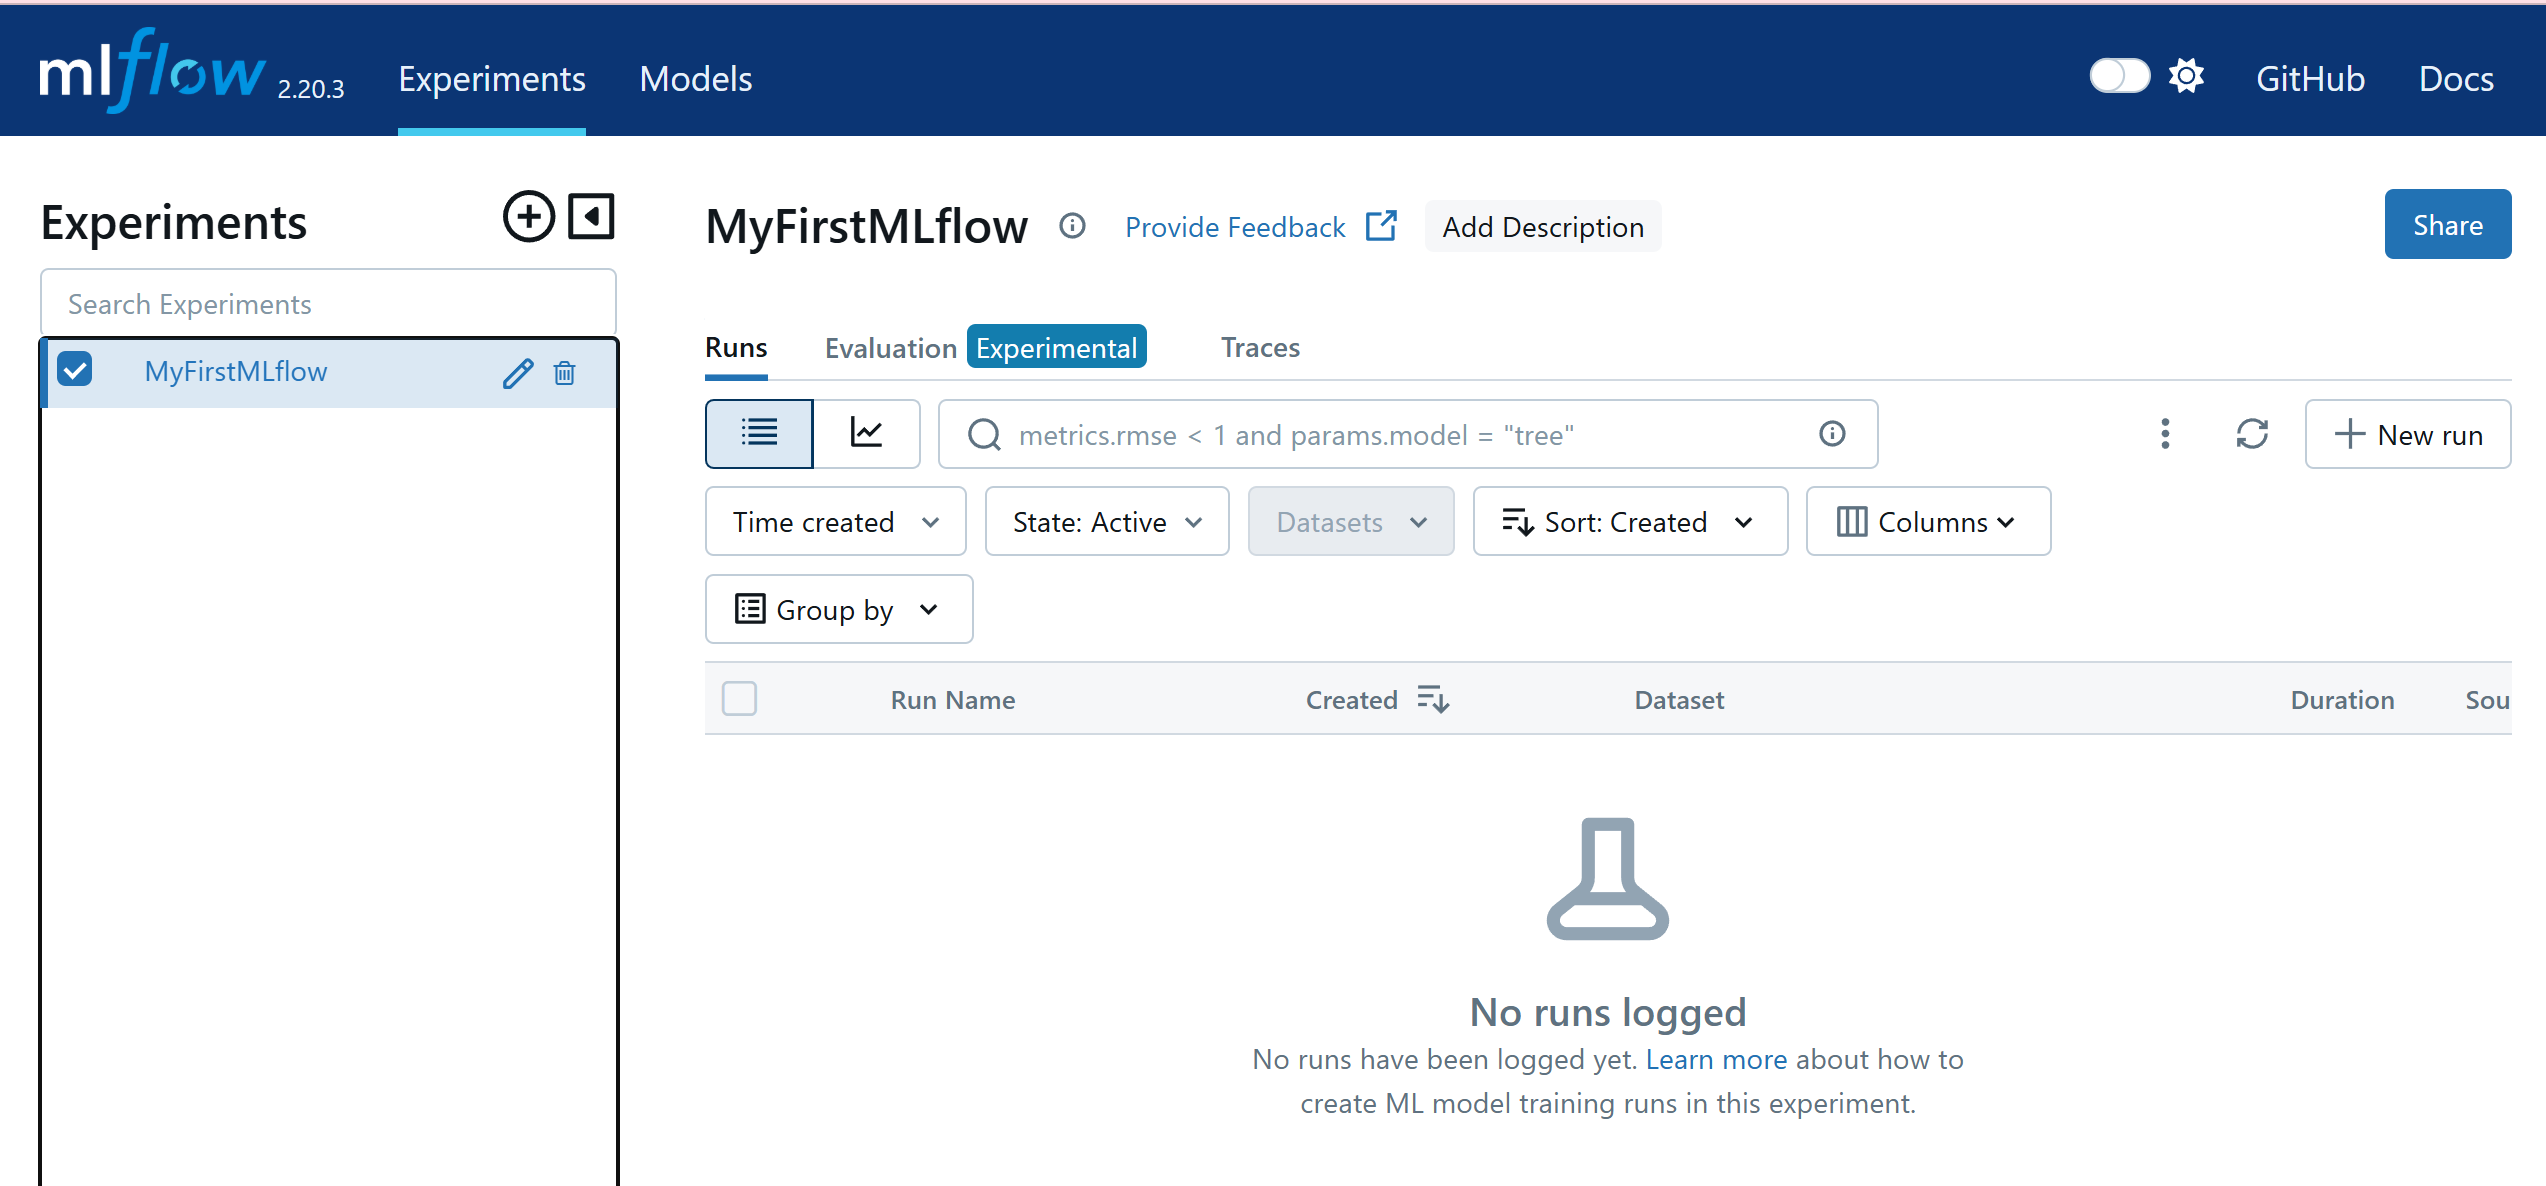 mlflow 2.20.3 Experiments Models GitHub Docs
Experiments
Search Experiments
MyFirstMLflow
MyFirstMLflow Provide Feedback Add Description Share
Runs Evaluation Experimental Traces
metrics.rmse < 1 and params.model = "tree" New run
Time created State: Active Datasets Sort: Created Columns
Group by
Run Name Created Dataset Duration Sou
No runs logged
No runs have been logged yet. Learn more about how to
create ML model training runs in this experiment.